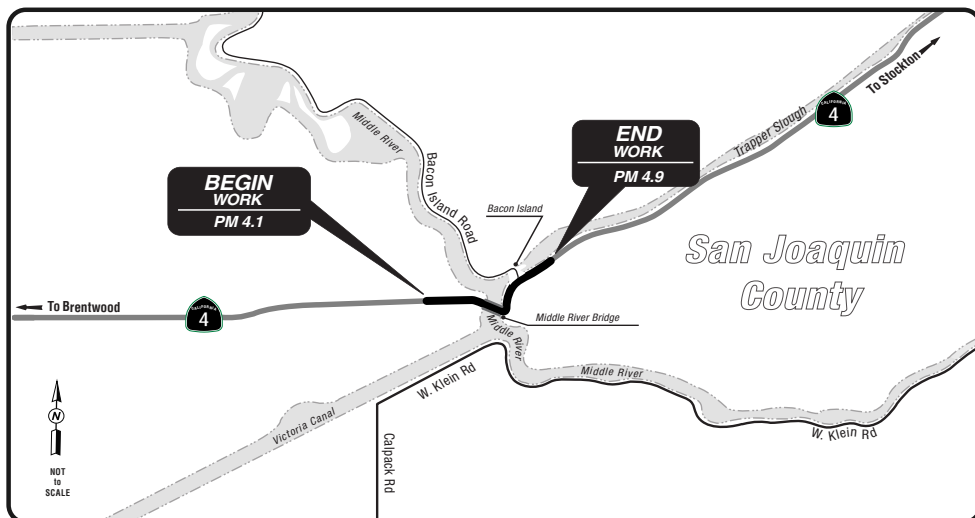 To Stockton
CALIFORNIA
4
Trapper Slough
END
WORK
PM 4.9
Middle River
Bacon Island Road
BEGIN
WORK
PM 4.1
Bacon Island
San Joaquin
County
To Brentwood
CALIFORNIA
4
Middle River Bridge
Middle River
Middle River
W. Klein Rd
Victoria Canal
W. Klein Rd
Calpack Rd
N
NOT
to
SCALE